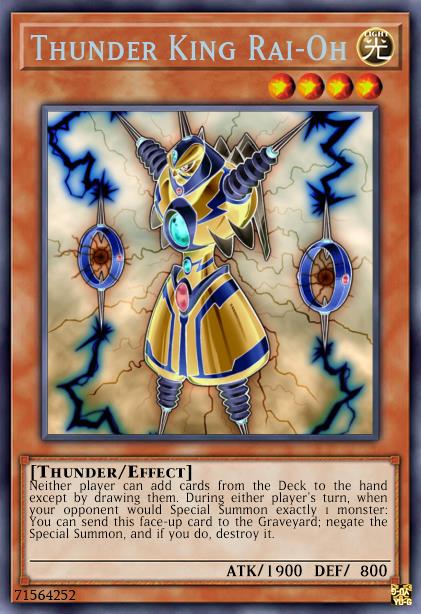 THUNDER KING RAI-OH
LIGHT
光
[THUNDER/EFFECT]
Neither player can add cards from the Deck to the hand
except by drawing them. During either player's turn, when
your opponent would Special Summon exactly 1 monster:
You can send this face-up card to the Graveyard; negate the
Special Summon, and if you do, destroy it.
ATK/1900 DEF/ 800
71564252